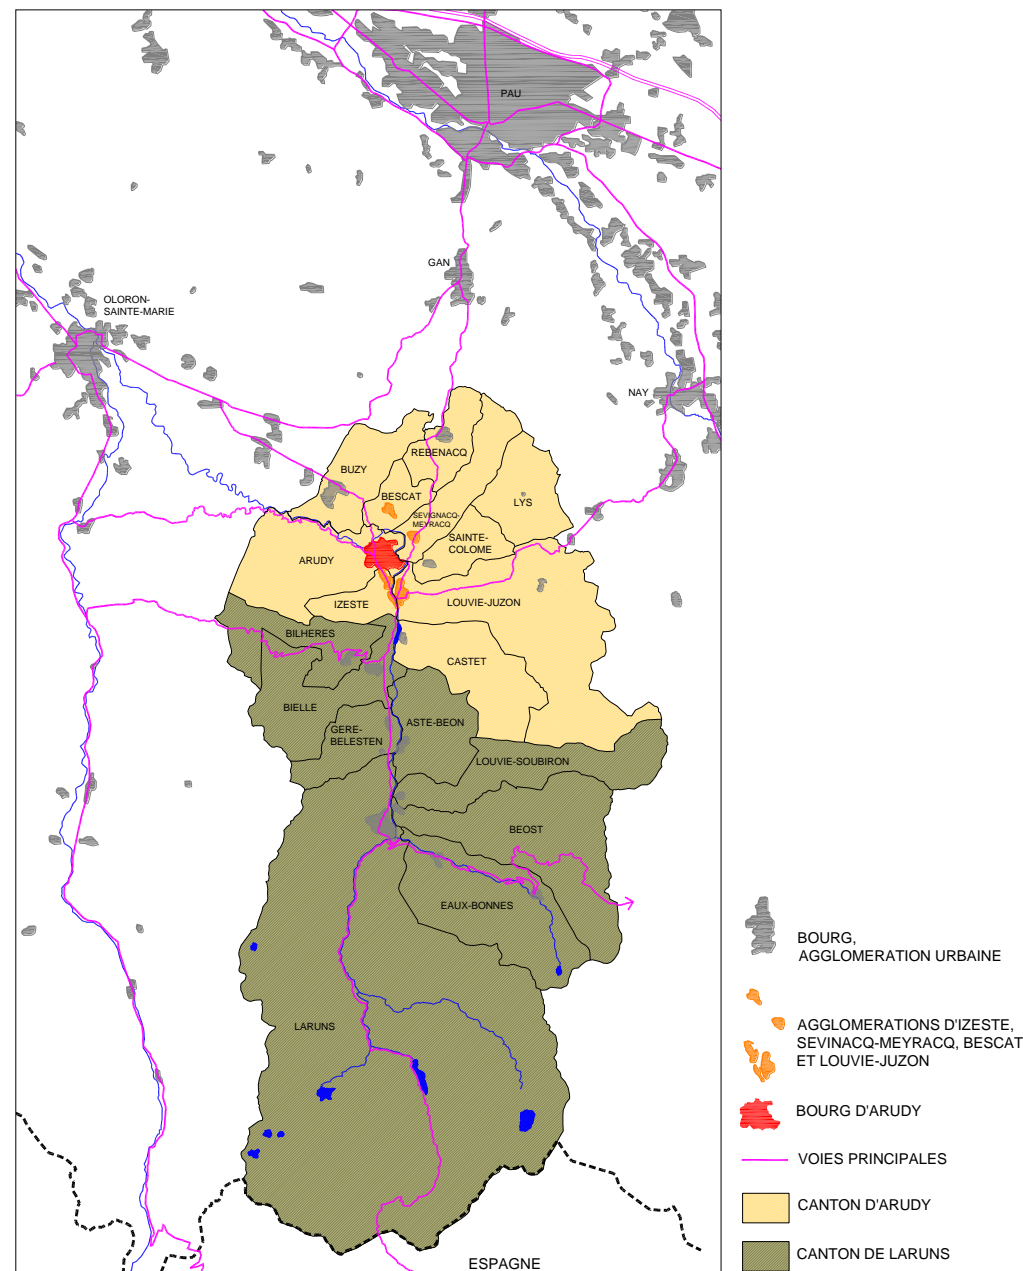 PAU
GAN
OLORON-
SAINTE-MARIE
NAY
REBENACQ
BUZY
BESCAT
LYS
SEVIGNACQ-
MEYRACQ
SAINTE-
COLOME
ARUDY
IZESTE
LOUVIE-JUZON
BILHERES
CASTET
BIELLE
GERE-
BELESTEN
ASTE-BEON
LOUVIE-SOUBIRON
BEOST
EAUX-BONNES
LARUNS
ESPAGNE
BOURG,
AGGLOMERATION URBAINE
AGGLOMERATIONS D'IZESTE,
SEVINACQ-MEYRACQ, BESCAT
ET LOUVIE-JUZON
BOURG D'ARUDY
VOIES PRINCIPALES
CANTON D'ARUDY
CANTON DE LARUNS